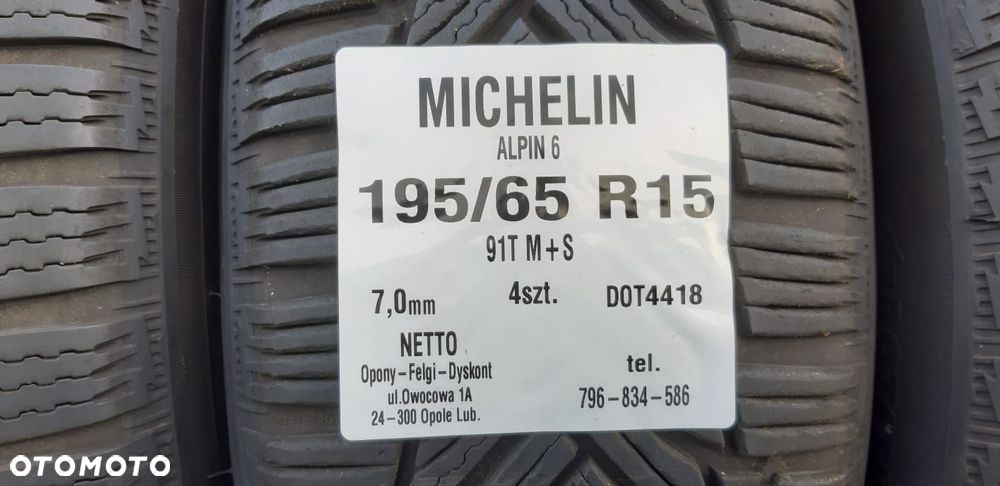 MICHELIN
ALPIN 6
195/65 R15
91T M+S
7,0mm 4szt. DOT4418
NETTO
Opony-Felgi-Dyskont
ul.Owocowa 1A
24-300 Opole Lub.
tel.
796-834-586
OTOMOTO